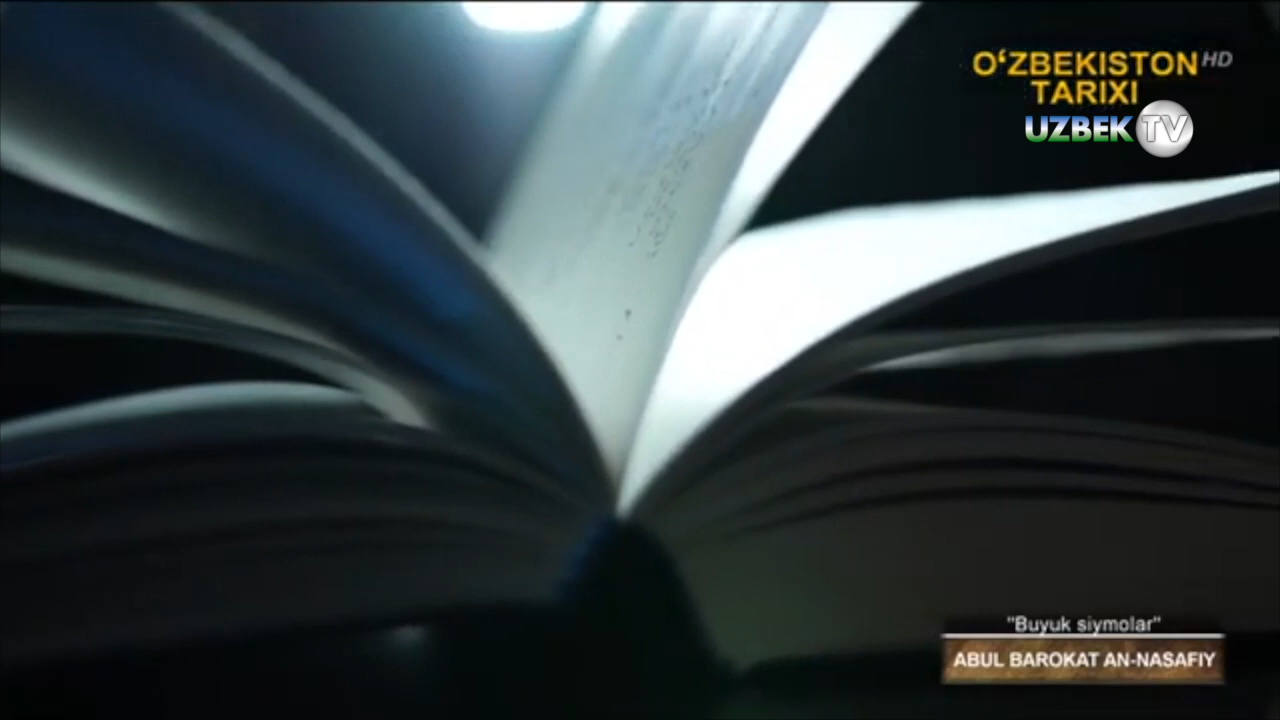 O‘ZBEKISTON HD
TARIXI
UZBEK TV
"Buyuk siymolar"
ABUL BAROKAT AN-NASAFIY